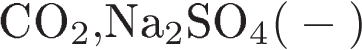 CO₂,Na₂SO₄( − )